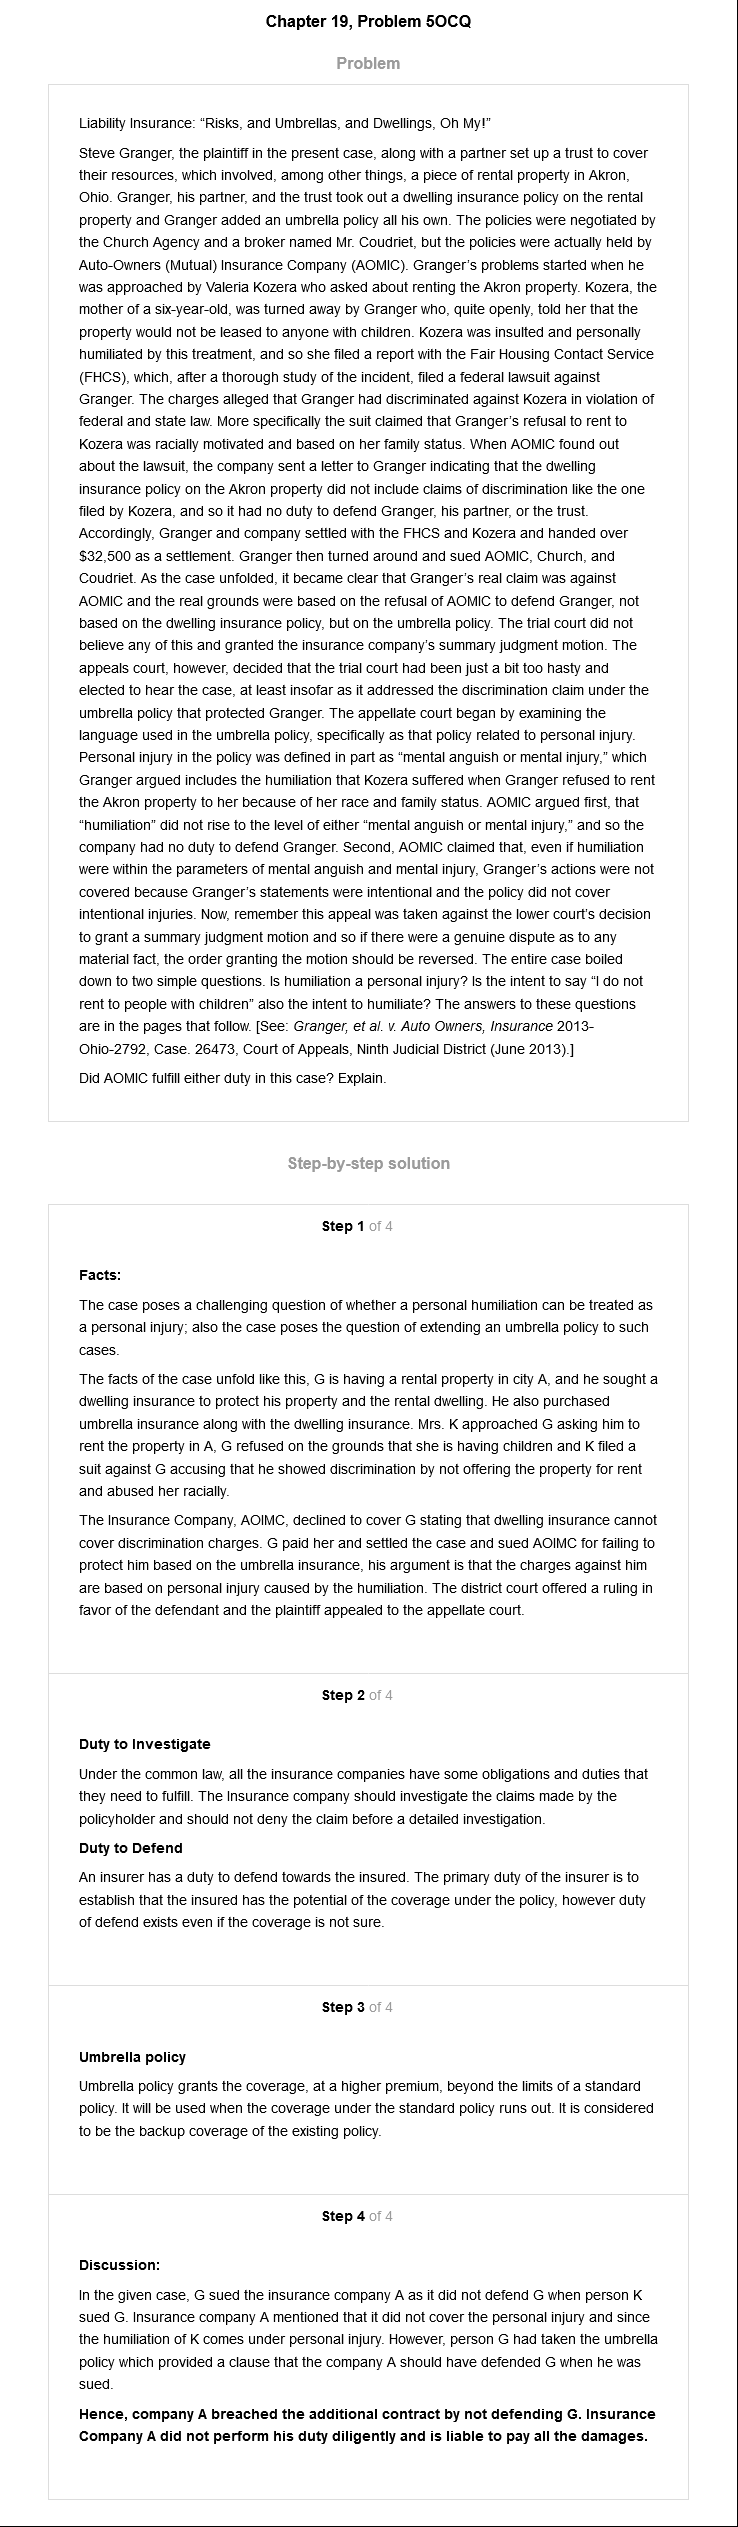 Chapter 19, Problem 5OCQ
Problem
Liability Insurance: “Risks, and Umbrellas, and Dwellings, Oh My!”
Steve Granger, the plaintiff in the present case, along with a partner set up a trust to cover
their resources, which involved, among other things, a piece of rental property in Akron,
Ohio. Granger, his partner, and the trust took out a dwelling insurance policy on the rental
property and Granger added an umbrella policy all his own. The policies were negotiated by
the Church Agency and a broker named Mr. Coudriet, but the policies were actually held by
Auto-Owners (Mutual) Insurance Company (AOMIC). Granger’s problems started when he
was approached by Valeria Kozera who asked about renting the Akron property. Kozera, the
mother of a six-year-old, was turned away by Granger who, quite openly, told her that the
property would not be leased to anyone with children. Kozera was insulted and personally
humiliated by this treatment, and so she filed a report with the Fair Housing Contact Service
(FHCS), which, after a thorough study of the incident, filed a federal lawsuit against
Granger. The charges alleged that Granger had discriminated against Kozera in violation of
federal and state law. More specifically the suit claimed that Granger’s refusal to rent to
Kozera was racially motivated and based on her family status. When AOMIC found out
about the lawsuit, the company sent a letter to Granger indicating that the dwelling
insurance policy on the Akron property did not include claims of discrimination like the one
filed by Kozera, and so it had no duty to defend Granger, his partner, or the trust.
Accordingly, Granger and company settled with the FHCS and Kozera and handed over
$32,500 as a settlement. Granger then turned around and sued AOMIC, Church, and
Coudriet. As the case unfolded, it became clear that Granger’s real claim was against
AOMIC and the real grounds were based on the refusal of AOMIC to defend Granger, not
based on the dwelling insurance policy, but on the umbrella policy. The trial court did not
believe any of this and granted the insurance company’s summary judgment motion. The
appeals court, however, decided that the trial court had been just a bit too hasty and
elected to hear the case, at least insofar as it addressed the discrimination claim under the
umbrella policy that protected Granger. The appellate court began by examining the
language used in the umbrella policy, specifically as that policy related to personal injury.
Personal injury in the policy was defined in part as “mental anguish or mental injury,” which
Granger argued includes the humiliation that Kozera suffered when Granger refused to rent
the Akron property to her because of her race and family status. AOMIC argued first, that
“humiliation” did not rise to the level of either “mental anguish or mental injury,” and so the
company had no duty to defend Granger. Second, AOMIC claimed that, even if humiliation
were within the parameters of mental anguish and mental injury, Granger’s actions were not
covered because Granger’s statements were intentional and the policy did not cover
intentional injuries. Now, remember this appeal was taken against the lower court’s decision
to grant a summary judgment motion and so if there were a genuine dispute as to any
material fact, the order granting the motion should be reversed. The entire case boiled
down to two simple questions. Is humiliation a personal injury? Is the intent to say “I do not
rent to people with children” also the intent to humiliate? The answers to these questions
are in the pages that follow. [See: Granger, et al. v. Auto Owners, Insurance 2013-
Ohio-2792, Case. 26473, Court of Appeals, Ninth Judicial District (June 2013).]
Did AOMIC fulfill either duty in this case? Explain.
Step-by-step solution
Step 1 of 4
Facts:
The case poses a challenging question of whether a personal humiliation can be treated as
a personal injury; also the case poses the question of extending an umbrella policy to such
cases.
The facts of the case unfold like this, G is having a rental property in city A, and he sought a
dwelling insurance to protect his property and the rental dwelling. He also purchased
umbrella insurance along with the dwelling insurance. Mrs. K approached G asking him to
rent the property in A, G refused on the grounds that she is having children and K filed a
suit against G accusing that he showed discrimination by not offering the property for rent
and abused her racially.
The Insurance Company, AOIMC, declined to cover G stating that dwelling insurance cannot
cover discrimination charges. G paid her and settled the case and sued AOIMC for failing to
protect him based on the umbrella insurance, his argument is that the charges against him
are based on personal injury caused by the humiliation. The district court offered a ruling in
favor of the defendant and the plaintiff appealed to the appellate court.
Step 2 of 4
Duty to Investigate
Under the common law, all the insurance companies have some obligations and duties that
they need to fulfill. The Insurance company should investigate the claims made by the
policyholder and should not deny the claim before a detailed investigation.
Duty to Defend
An insurer has a duty to defend towards the insured. The primary duty of the insurer is to
establish that the insured has the potential of the coverage under the policy, however duty
of defend exists even if the coverage is not sure.
Step 3 of 4
Umbrella policy
Umbrella policy grants the coverage, at a higher premium, beyond the limits of a standard
policy. It will be used when the coverage under the standard policy runs out. It is considered
to be the backup coverage of the existing policy.
Step 4 of 4
Discussion:
In the given case, G sued the insurance company A as it did not defend G when person K
sued G. Insurance company A mentioned that it did not cover the personal injury and since
the humiliation of K comes under personal injury. However, person G had taken the umbrella
policy which provided a clause that the company A should have defended G when he was
sued.
Hence, company A breached the additional contract by not defending G. Insurance
Company A did not perform his duty diligently and is liable to pay all the damages.